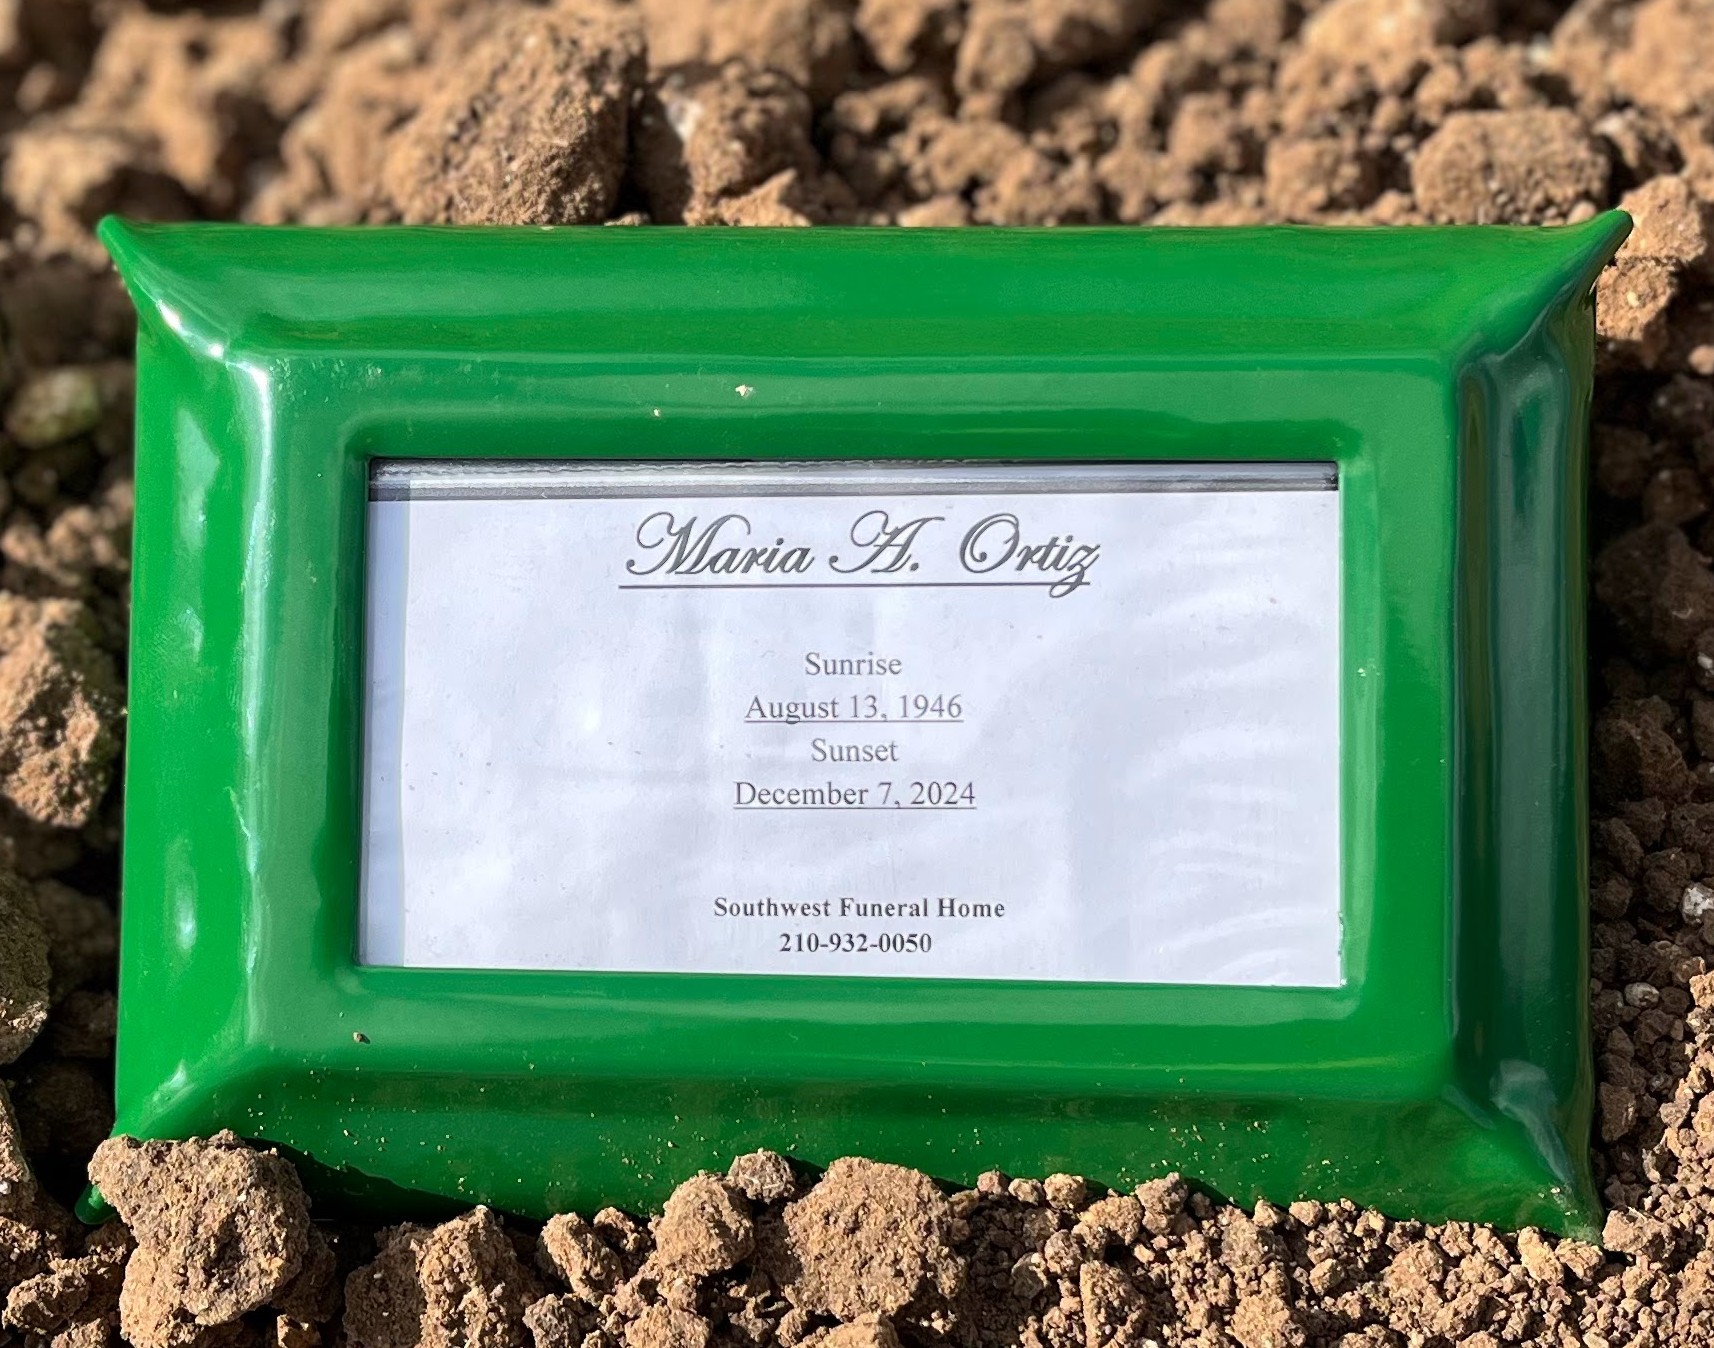 Maria A. Ortiz
Sunrise
August 13, 1946
Sunset
December 7, 2024
Southwest Funeral Home
210-932-0050